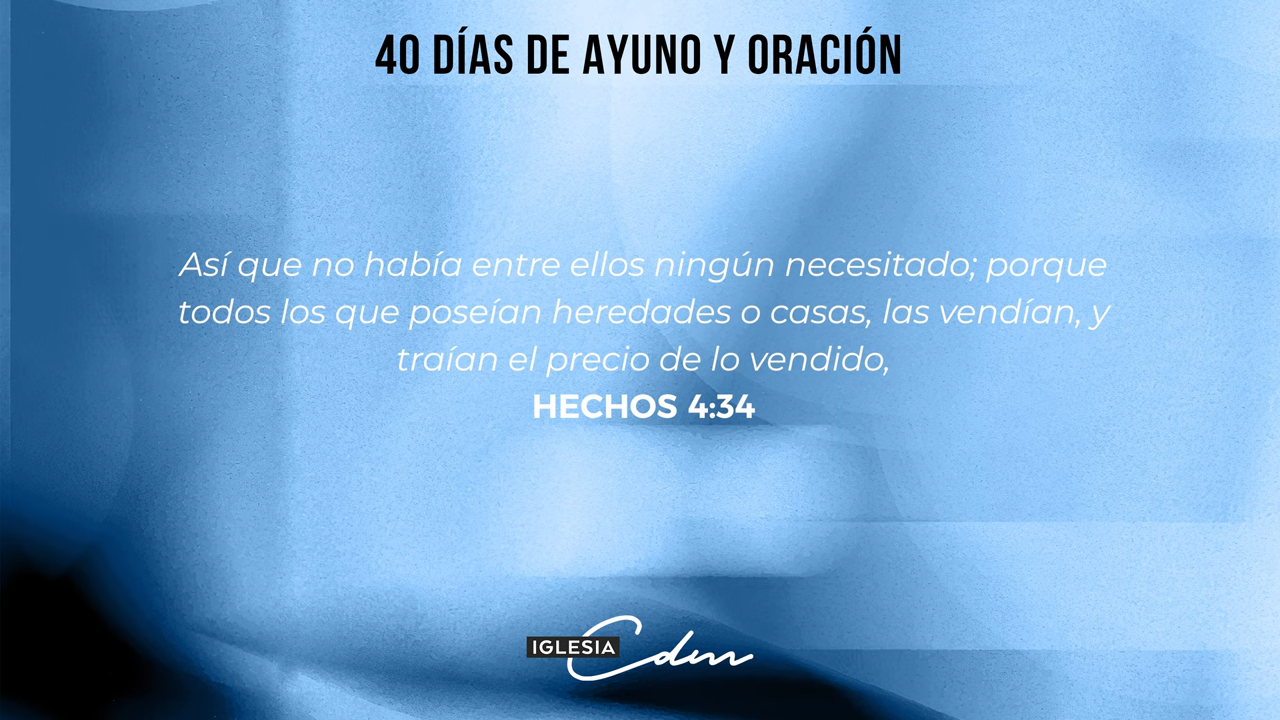 40 DÍAS DE AYUNO Y ORACIÓN
Así que no había entre ellos ningún necesitado; porque
todos los que poseían heredades o casas, las vendían, y
traían el precio de lo vendido,
HECHOS 4:34
IGLESIA Cdm